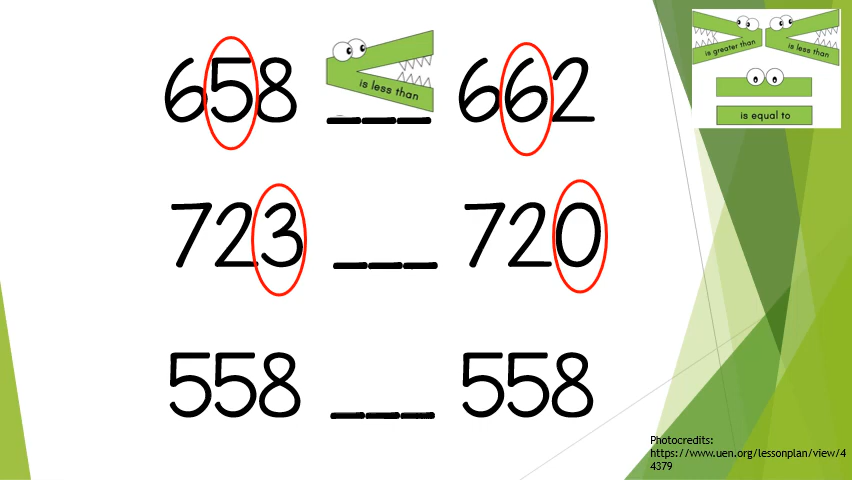 is greater than is less than
is equal to
658 is less than ___ 662
723 ___ 720
558 ___ 558
Photocredits:
https://www.uen.org/lessonplan/view/4
4379